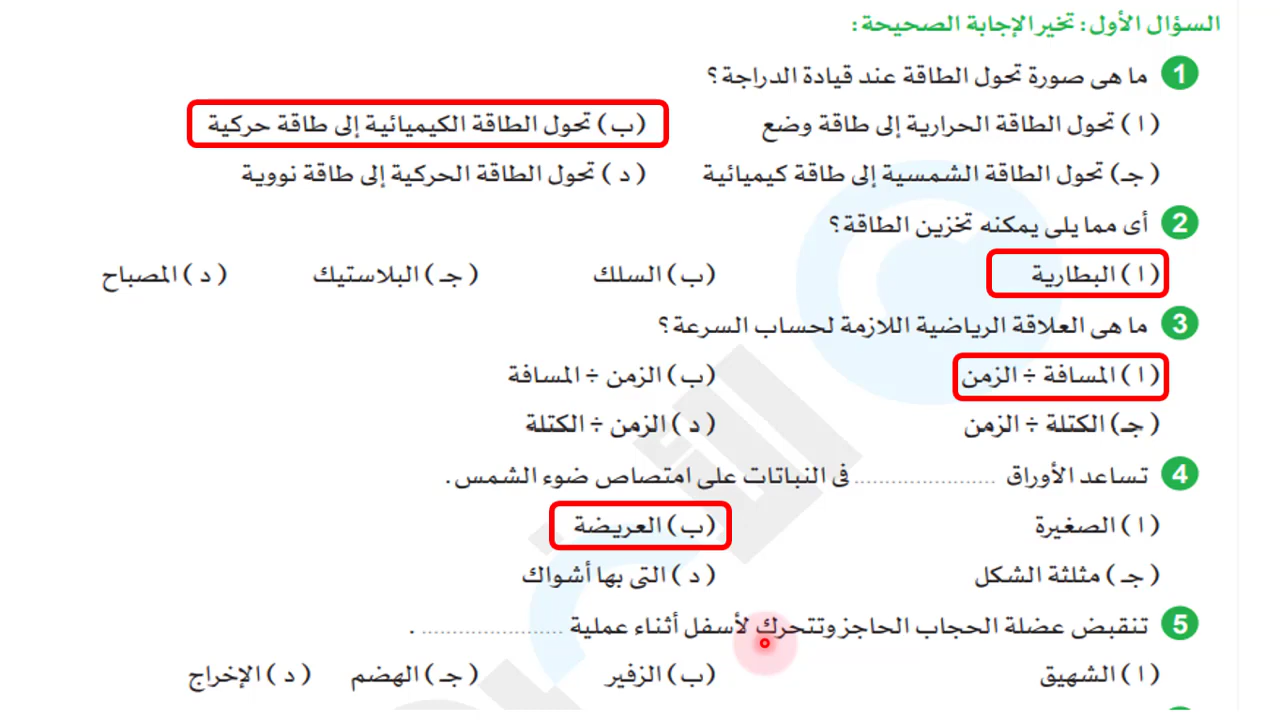 السؤال الأول: تخير الإجابة الصحيحة:
1 ما هى صورة تحول الطاقة عند قيادة الدراجة؟
(ا) تحول الطاقة الحرارية إلى طاقة وضع (ب) تحول الطاقة الكيميائية إلى طاقة حركية
(جـ) تحول الطاقة الشمسية إلى طاقة كيميائية (د) تحول الطاقة الحركية إلى طاقة نووية
2 أى مما يلى يمكنه تخزين الطاقة؟
(ا) البطارية (ب) السلك (جـ) البلاستيك (د) المصباح
3 ما هى العلاقة الرياضية اللازمة لحساب السرعة؟
(ا) المسافة ÷ الزمن (ب) الزمن ÷ المسافة
(جـ) الكتلة ÷ الزمن (د) الزمن ÷ الكتلة
4 تساعد الأوراق ...................... فى النباتات على امتصاص ضوء الشمس.
(ا) الصغيرة (ب) العريضة
(جـ) مثلثة الشكل (د) التى بها أشواك
5 تنقبض عضلة الحجاب الحاجز وتتحرك لأسفل أثناء عملية ...................... .
(ا) الشهيق (ب) الزفير (جـ) الهضم (د) الإخراج